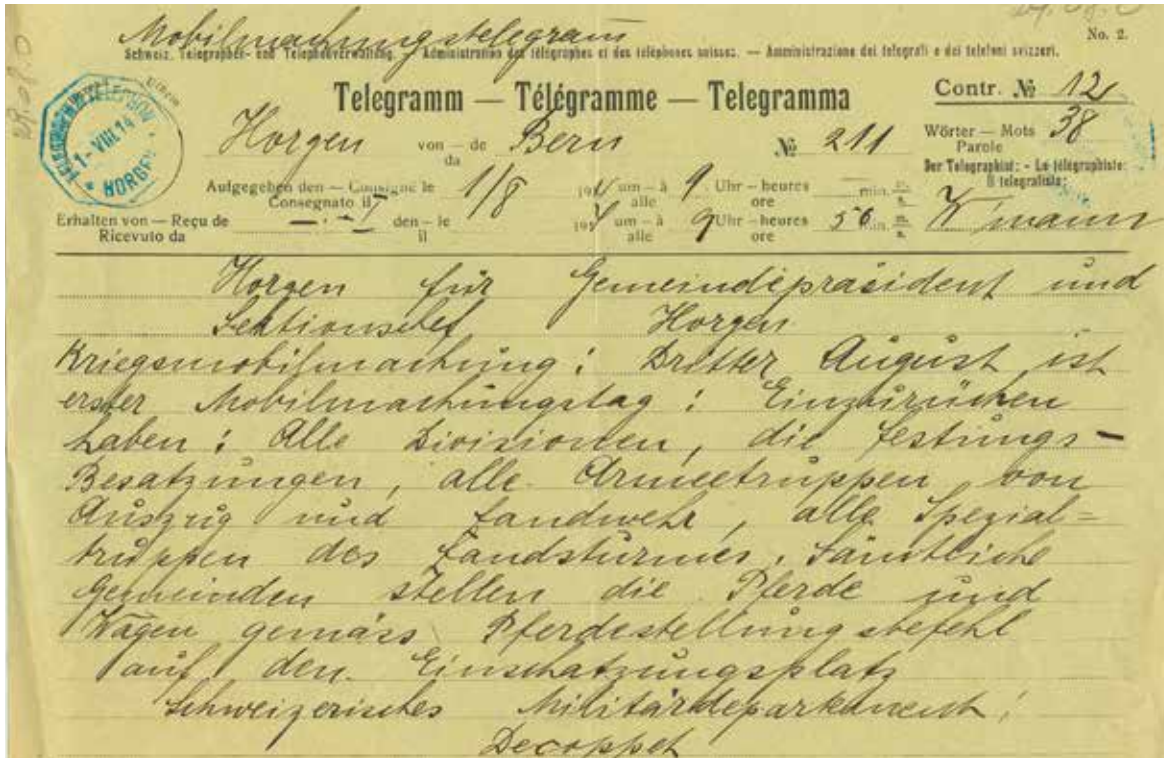 Mobilmachungstelegram
No. 2.
Schweiz. Telegraphen- und Telephonverwaltung. — Administration des télégraphes et des téléphones suisses. — Amministrazione dei telegrafi e dei telefoni svizzeri.
Telegramm — Télégramme — Telegramma
Contr. № 12
Horgen von – de Bern № 211
da
Wörter — Mots 38
Parole
Der Telegraphist: - Le télégraphiste:
Il telegrafista:
1-VIII.14
HORGEN
Aufgegeben den — Consigné le 1/8 1914 um – à 9 Uhr – heures min.
Consegnato il alle ore
Erhalten von — Reçu de den – le 1914 um – à 9 Uhr – heures 56 min.
Ricevuto da il alle ore
W'mann
Horgen für Gemeindepräsident und
Sektionschef Horgen
Kriegsmobilmachung: Dritter August ist
erster Mobilmachungstag: Einzurücken
haben: Alle Divisionen, die Festungs-
Besatzungen, alle Armeetruppen von
Auszug und Landwehr, alle Spezial=
truppen des Landsturmes. Sämtliche
Gemeinden stellen die Pferde und
Wagen gemäss Pferdestellungsbefehl
auf den Einschatzungsplatz
Schweizerisches Militärdepartement:
Decoppet